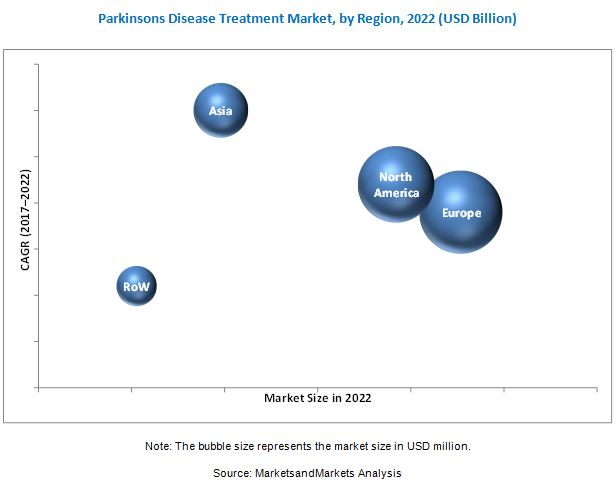 Parkinsons Disease Treatment Market, by Region, 2022 (USD Billion)
Asia
North
America
Europe
RoW
CAGR (2017–2022)
Market Size in 2022
Note: The bubble size represents the market size in USD million.
Source: MarketsandMarkets Analysis